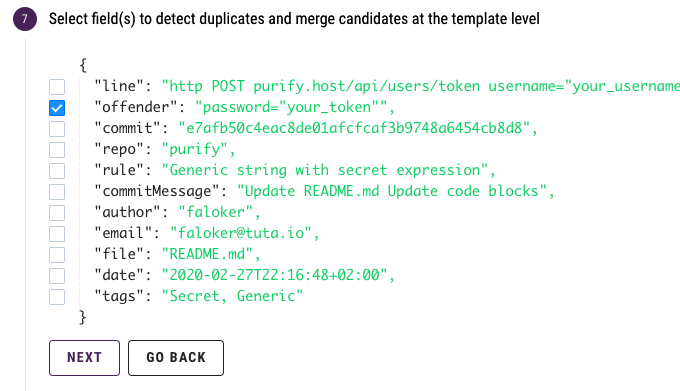 7 Select field(s) to detect duplicates and merge candidates at the template level
{
"line": "http POST purify.host/api/users/token username="your_username
"offender": "password="your_token"",
"commit": "e7afb50c4eac8de01afcfcaf3b9748a6454cb8d8",
"repo": "purify",
"rule": "Generic string with secret expression",
"commitMessage": "Update README.md Update code blocks",
"author": "faloker",
"email": "faloker@tuta.io",
"file": "README.md",
"date": "2020-02-27T22:16:48+02:00",
"tags": "Secret, Generic"
}
NEXT GO BACK